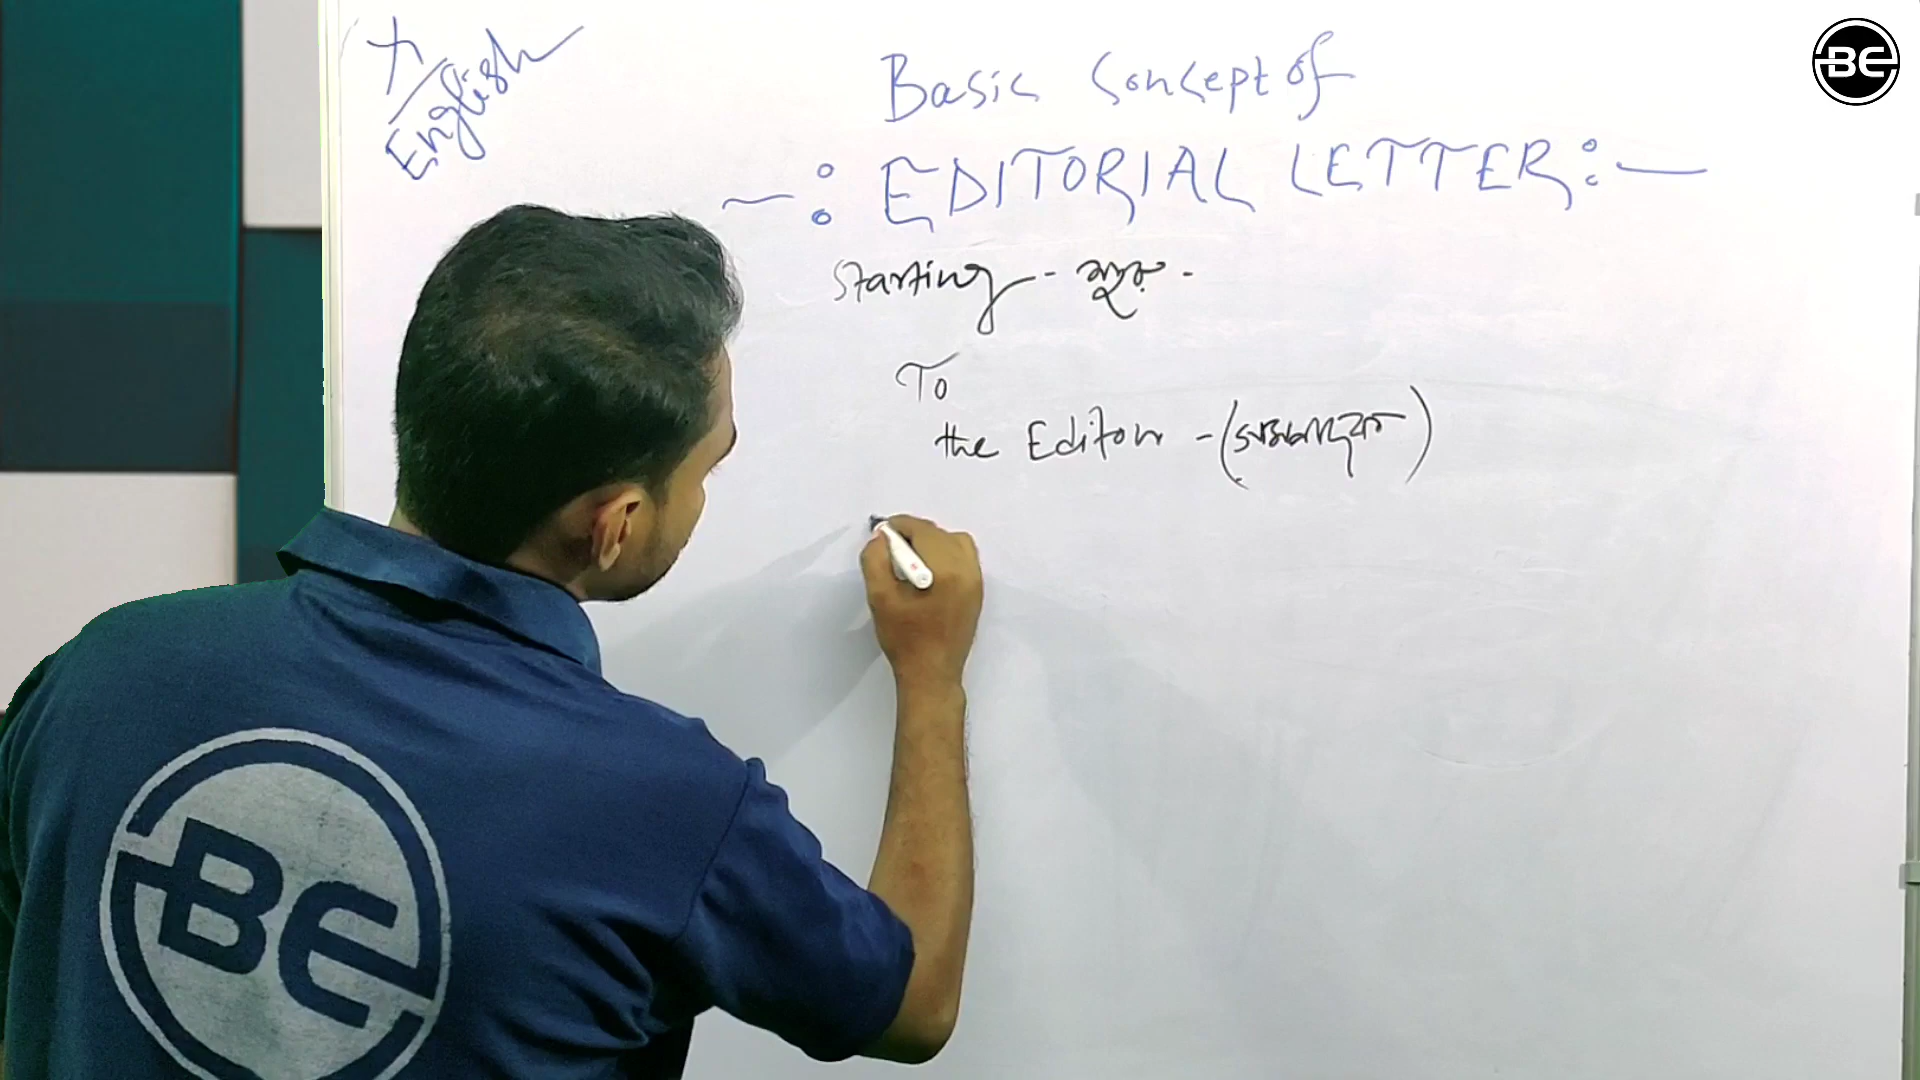 English
Basic Concept of
—: EDITORIAL LETTER :—
Starting - শুরু -
To
the Editor - (সম্পাদক)
BE
BE